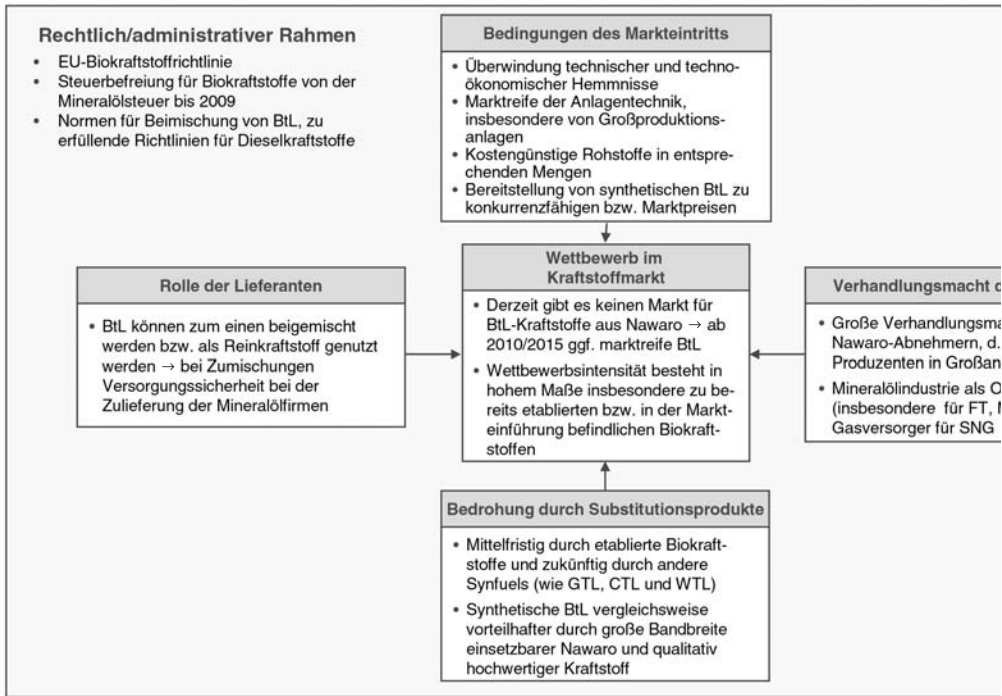 Rechtlich/administrativer Rahmen
• EU-Biokraftstoffrichtlinie
• Steuerbefreiung für Biokraftstoffe von der
Mineralölsteuer bis 2009
• Normen für Beimischung von BtL, zu
erfüllende Richtlinien für Dieselkraftstoffe
Bedingungen des Markteintritts
• Überwindung technischer und techno-
ökonomischer Hemmnisse
• Marktreife der Anlagentechnik,
insbesondere von Großproduktions-
anlagen
• Kostengünstige Rohstoffe in entspre-
chenden Mengen
• Bereitstellung von synthetischen BtL zu
konkurrenzfähigen bzw. Marktpreisen
Rolle der Lieferanten
• BtL können zum einen beigemischt
werden bzw. als Reinkraftstoff genutzt
werden → bei Zumischungen
Versorgungssicherheit bei der
Zulieferung der Mineralölfirmen
Wettbewerb im
Kraftstoffmarkt
• Derzeit gibt es keinen Markt für
BtL-Kraftstoffe aus Nawaro → ab
2010/2015 ggf. marktreife BtL
• Wettbewerbsintensität besteht in
hohem Maße insbesondere zu be-
reits etablierten bzw. in der Markt-
einführung befindlichen Biokraft-
stoffen
Verhandlungsmacht
• Große
Nawaro-Abnehmern, d.
Produzenten in
• Mineralölindustrie als
(insbesondere für FT,
Gasversorger für SNG
Bedrohung durch Substitutionsprodukte
• Mittelfristig durch etablierte Biokraft-
stoffe und zukünftig durch andere
Synfuels (wie GTL, CTL und WTL)
• Synthetische BtL vergleichsweise
vorteilhafter durch große Bandbreite
einsetzbarer Nawaro und qualitativ
hochwertiger Kraftstoff